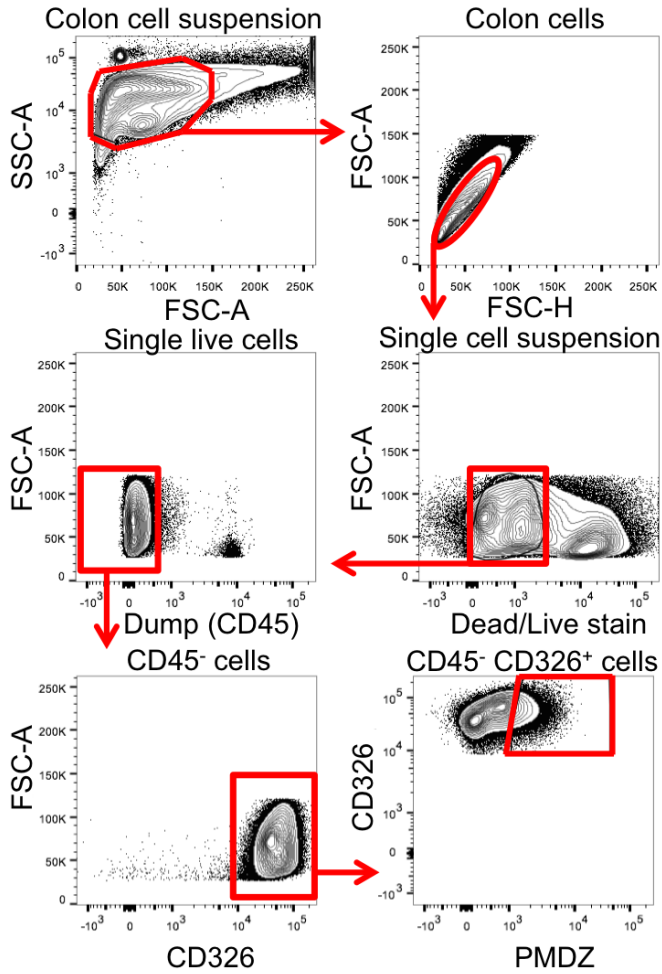 Colon cell suspension
Colon cells
SSC-A
10⁵
10⁴
10³
0
-10³
0 50K 100K 150K 200K 250K
FSC-A
FSC-A
250K
200K
150K
100K
50K
0
0 50K 100K 150K 200K 250K
FSC-H
Single live cells
Single cell suspension
FSC-A
250K
200K
150K
100K
50K
0
-10³ 0 10³ 10⁴ 10⁵
Dump (CD45)
FSC-A
250K
200K
150K
100K
50K
0
-10³ 0 10³ 10⁴ 10⁵
Dead/Live stain
CD45⁻ cells
CD45⁻ CD326⁺ cells
FSC-A
250K
200K
150K
100K
50K
0
-10³ 0 10³ 10⁴ 10⁵
CD326
CD326
10⁵
10⁴
10³
0
-10³
-10³ 0 10³ 10⁴ 10⁵
PMDZ